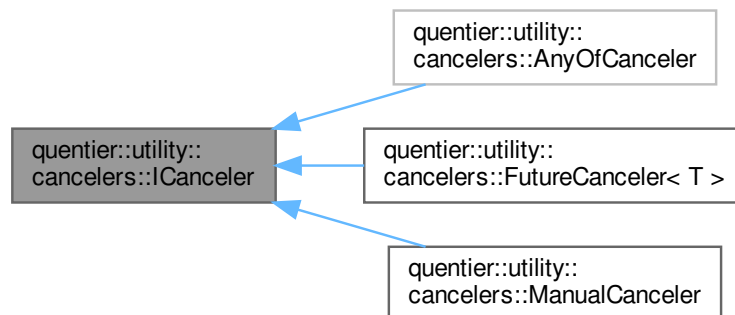 quentier::utility::
cancelers::AnyOfCanceler
quentier::utility::
cancelers::ICanceler
quentier::utility::
cancelers::FutureCanceler< T >
quentier::utility::
cancelers::ManualCanceler